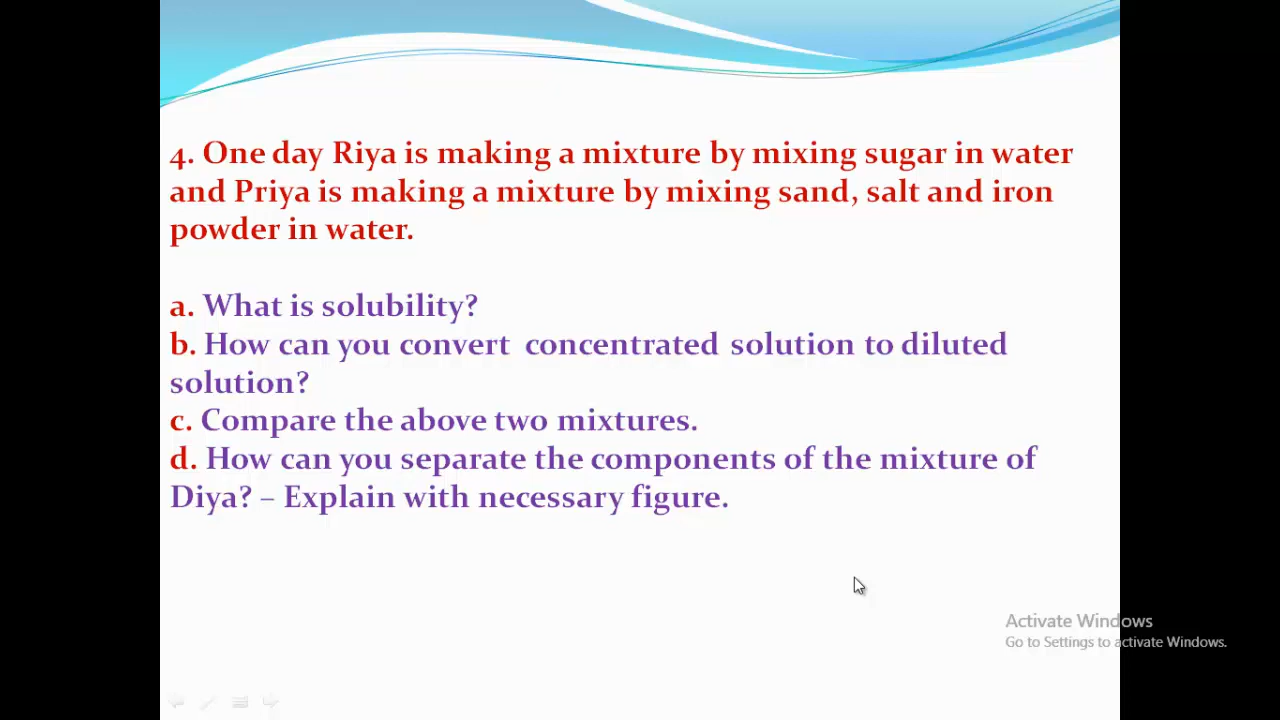 4. One day Riya is making a mixture by mixing sugar in water
and Priya is making a mixture by mixing sand, salt and iron
powder in water.
a. What is solubility?
b. How can you convert concentrated solution to diluted
solution?
c. Compare the above two mixtures.
d. How can you separate the components of the mixture of
Diya? – Explain with necessary figure.
Activate Windows
Go to Settings to activate Windows.